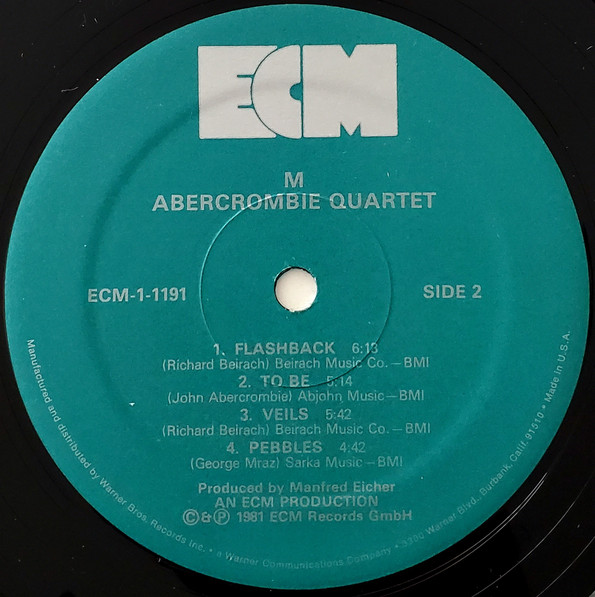 ECM
M
ABERCROMBIE QUARTET
ECM-1-1191
SIDE 2
1. FLASHBACK 6:13
(Richard Beirach) Beirach Music Co.—BMI
2. TO BE 5:14
(John Abercrombie) Abjohn Music—BMI
3. VEILS 5:42
(Richard Beirach) Beirach Music Co.—BMI
4. PEBBLES 4:42
(George Mraz) Sarka Music—BMI
Produced by Manfred Eicher
AN ECM PRODUCTION
©&℗ 1981 ECM Records GmbH
Manufactured and distributed by Warner Bros. Records Inc. • a Warner Communications Company • 3300 Warner Blvd., Burbank, Calif. 91510 • Made in U.S.A.